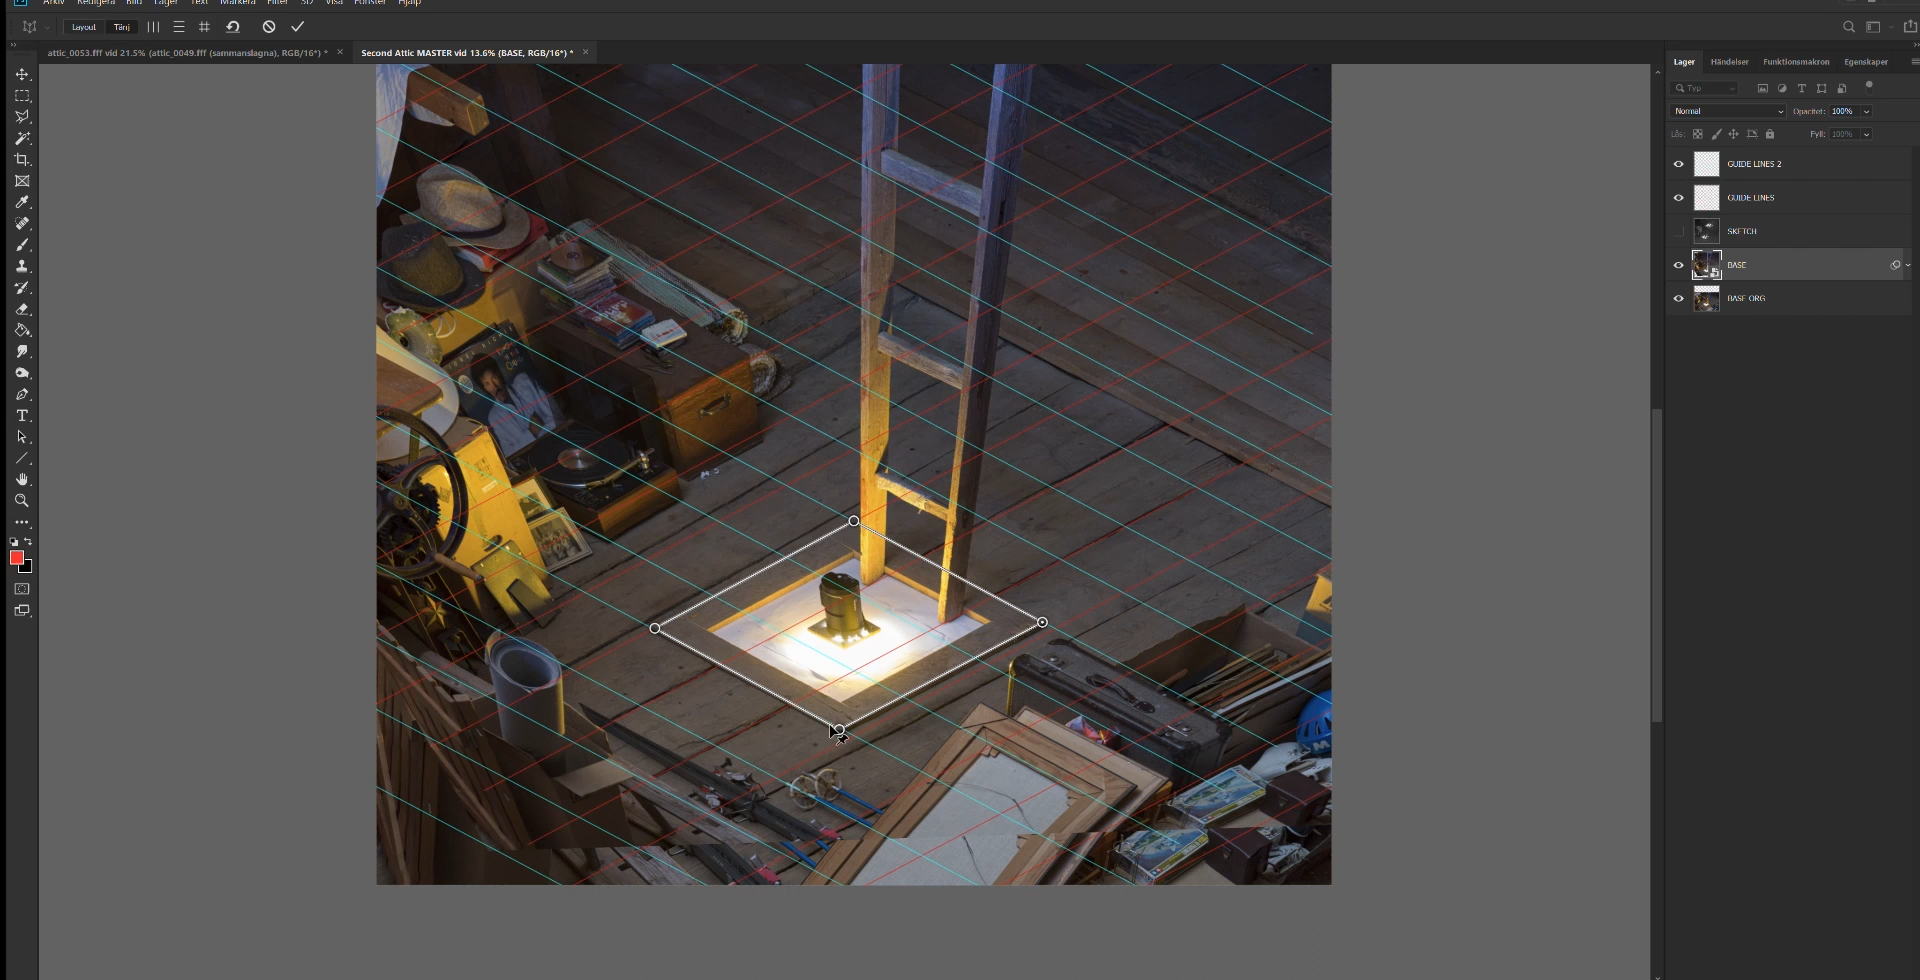 Arkiv Redigera Bild Lager Text Markera Filter 3D Visa Fönster Hjälp
Layout Tänj
attic_0053.fff vid 21.5% (attic_0049.fff (sammanslagna), RGB/16*) * ×
Second Attic MASTER vid 13.6% (BASE, RGB/16*) * ×
Lager Händelser Funktionsmakron Egenskaper
Typ
Normal Opacitet: 100%
Lås: Fyll: 100%
GUIDE LINES 2
GUIDE LINES
SKETCH
BASE
BASE ORG